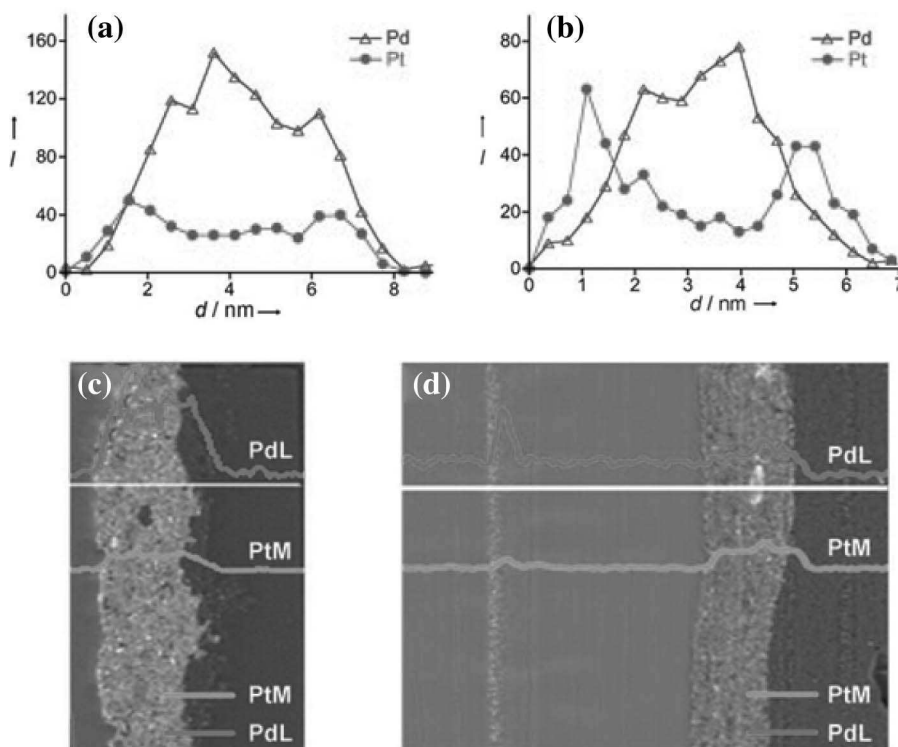 (a)
160
120
80
40
0
I
Pd
Pt
0 2 4 6 8
d / nm
(b)
80
60
40
20
0
I
Pd
Pt
0 1 2 3 4 5 6 7
d / nm
(c)
PdL
PtM
PtM
PdL
(d)
PdL
PtM
PtM
PdL